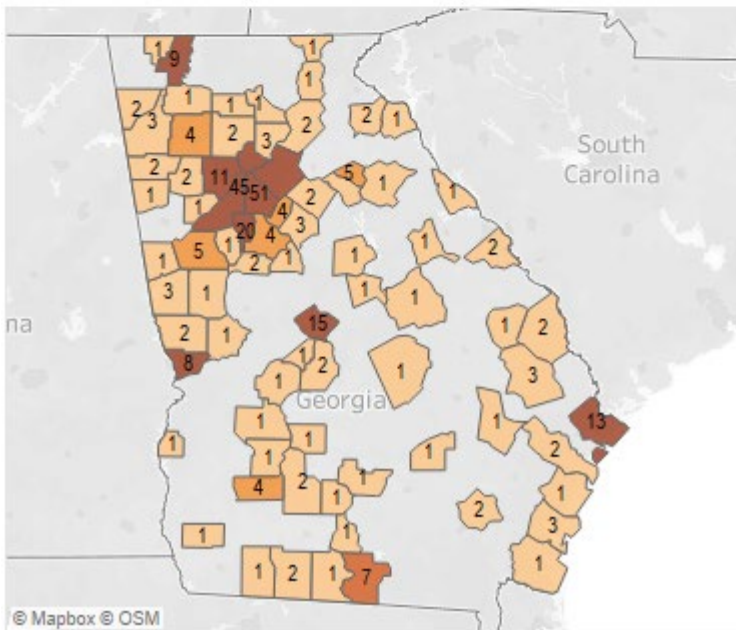 1 9 1
1
2 3 1 1 1
4 2 3 2
2 1
South
Carolina
2 2 11 45 51 5 1
1 1 4 2 1
20 4 3
1 5 1 2 1 1 1 2
3 1 1 1
na
2 1 15 1 2
8 1 2 1 3
1 Georgia
1 1 1 13
1 1 1 2
4 2 1 1 1
2 3
1 1 1
1 2 1 7
© Mapbox © OSM